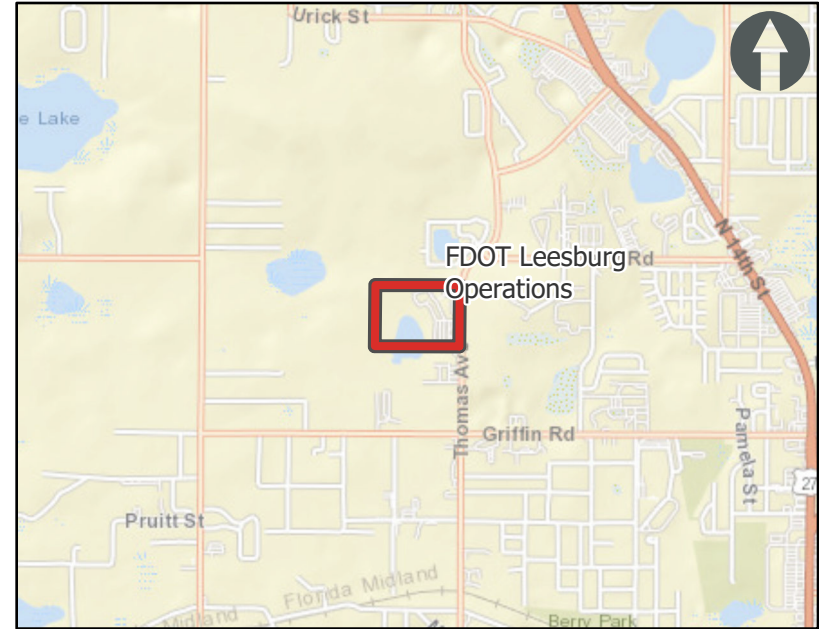 Urick St
e Lake
N 14th St
FDOT Leesburg
Operations
Rd
Thomas Ave
Griffin Rd
Pamela St
27
Pruitt St
Florida Midland
Midland
Berry Park